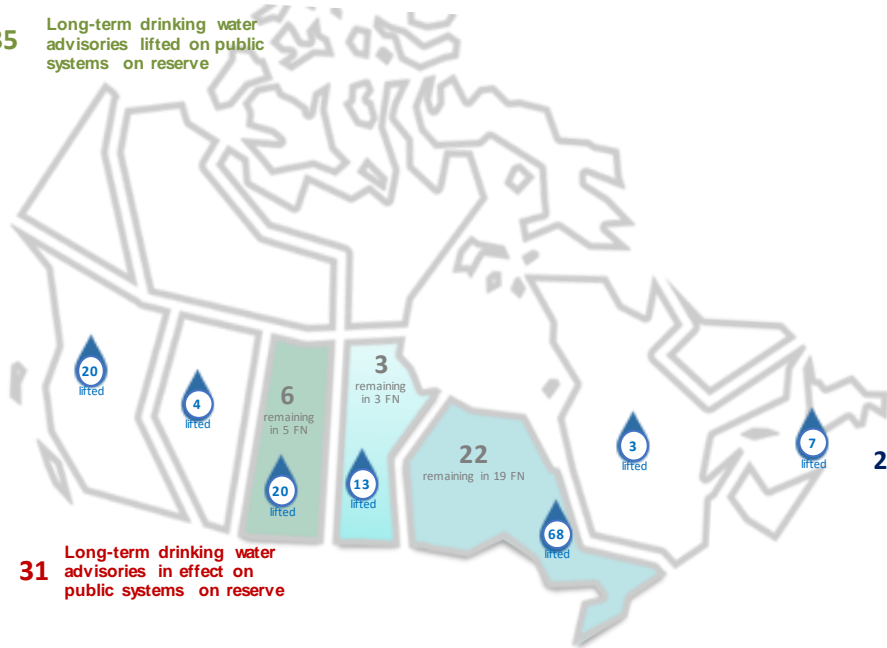 35
Long-term drinking water
advisories lifted on public
systems on reserve
20
lifted
4
lifted
6
remaining
in 5 FN
20
lifted
3
remaining
in 3 FN
13
lifted
22
remaining in 19 FN
68
lifted
3
lifted
7
lifted
2
31
Long-term drinking water
advisories in effect on
public systems on reserve